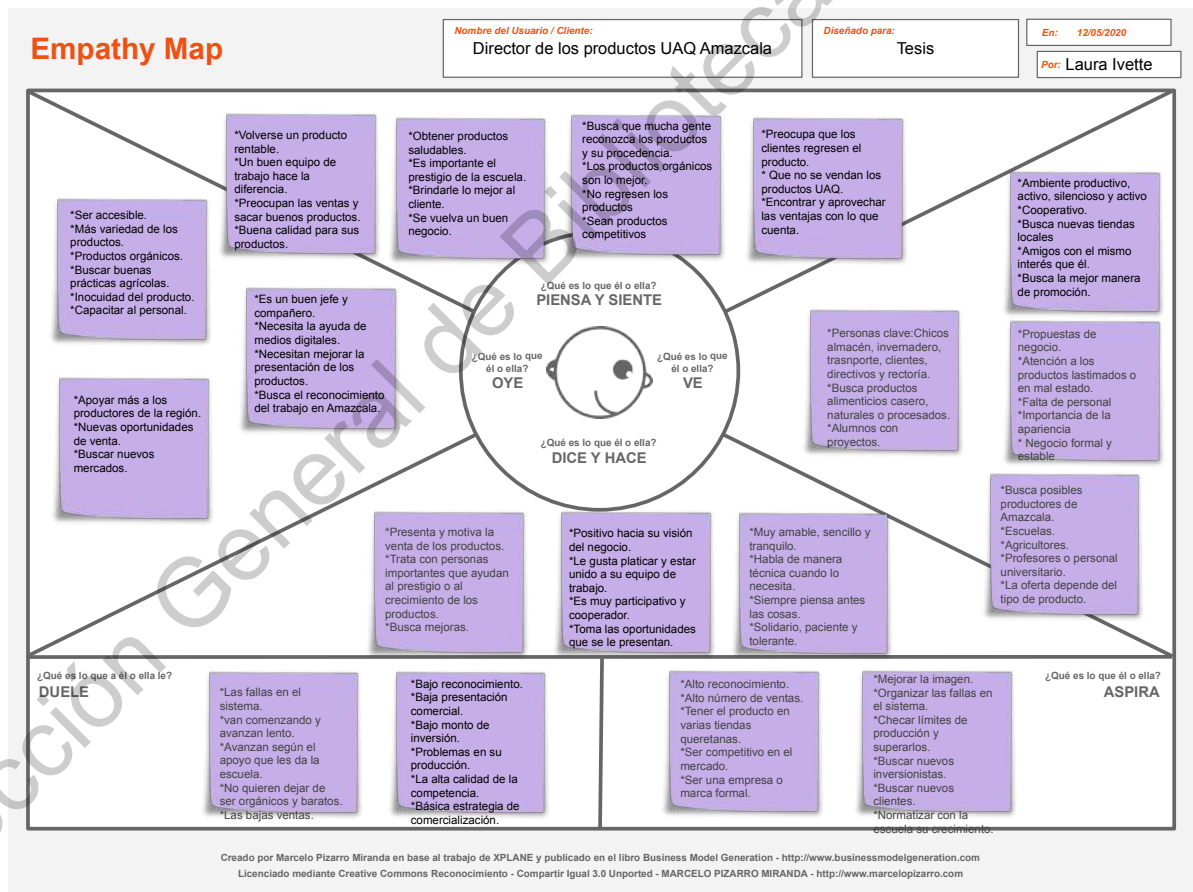 Empathy Map
Nombre del Usuario / Cliente:
Director de los productos UAQ Amazcala
Diseñado para:
Tesis
En: 12/05/2020
Por: Laura Ivette
*Volverse un producto
rentable.
*Un buen equipo de
trabajo hace la
diferencia.
*Preocupan las ventas y
sacar buenos productos.
*Buena calidad para sus
productos.
*Obtener productos
saludables.
*Es importante el
prestigio de la escuela.
*Brindarle lo mejor al
cliente.
*Se vuelva un buen
negocio.
*Busca que mucha gente
reconozca los productos
y su procedencia.
*Los productos orgánicos
son lo mejor.
*No regresen los
productos
*Sean productos
competitivos
*Preocupa que los
clientes regresen el
producto.
* Que no se vendan los
productos UAQ.
*Encontrar y aprovechar
las ventajas con lo que
cuenta.
*Ser accesible.
*Más variedad de los
productos.
*Productos orgánicos.
*Buscar buenas
prácticas agrícolas.
*Inocuidad del producto.
*Capacitar al personal.
*Es un buen jefe y
compañero.
*Necesita la ayuda de
medios digitales.
*Necesitan mejorar la
presentación de los
productos.
*Busca el reconocimiento
del trabajo en Amazcala.
*Apoyar más a los
productores de la región.
*Nuevas oportunidades
de venta.
*Buscar nuevos
mercados.
¿Qué es lo que él o ella?
PIENSA Y SIENTE
¿Qué es lo que
él o ella?
OYE
¿Qué es lo que
él o ella?
VE
¿Qué es lo que él o ella?
DICE Y HACE
*Ambiente productivo,
activo, silencioso y activo
*Cooperativo.
*Busca nuevas tiendas
locales
*Amigos con el mismo
interés que él.
*Busca la mejor manera
de promoción.
*Personas clave:Chicos
almacén, invernadero,
trasnporte, clientes,
directivos y rectoría.
*Busca productos
alimenticios casero,
naturales o procesados.
*Alumnos con
proyectos.
*Propuestas de
negocio.
*Atención a los
productos lastimados o
en mal estado.
*Falta de personal
*Importancia de la
apariencia
* Negocio formal y
estable
*Busca posibles
productores de
Amazcala.
*Escuelas.
*Agricultores.
*Profesores o personal
universitario.
*La oferta depende del
tipo de producto.
*Presenta y motiva la
venta de los productos.
*Trata con personas
importantes que ayudan
al prestigio o al
crecimiento de los
productos.
*Busca mejoras.
*Positivo hacia su visión
del negocio.
*Le gusta platicar y estar
unido a su equipo de
trabajo.
*Es muy participativo y
cooperador.
*Toma las oportunidades
que se le presentan.
*Muy amable, sencillo y
tranquilo.
*Habla de manera
técnica cuando lo
necesita.
*Siempre piensa antes
las cosas.
*Solidario, paciente y
tolerante.
¿Qué es lo que a él o ella le?
DUELE
*Las fallas en el
sistema.
*van comenzando y
avanzan lento.
*Avanzan según el
apoyo que les da la
escuela.
*No quieren dejar de
ser orgánicos y baratos.
*Las bajas ventas.
*Bajo reconocimiento.
*Baja presentación
comercial.
*Bajo monto de
inversión.
*Problemas en su
producción.
*La alta calidad de la
competencia.
*Básica estrategia de
comercialización.
*Alto reconocimiento.
*Alto número de ventas.
*Tener el producto en
varias tiendas
queretanas.
*Ser competitivo en el
mercado.
*Ser una empresa o
marca formal.
*Mejorar la imagen.
*Organizar las fallas en
el sistema.
*Checar límites de
producción y
superarlos.
*Buscar nuevos
inversionistas.
*Buscar nuevos
clientes.
*Normatizar con la
escuela su crecimiento.
¿Qué es lo que él o ella?
ASPIRA
Creado por Marcelo Pizarro Miranda en base al trabajo de XPLANE y publicado en el libro Business Model Generation - http://www.businessmodelgeneration.com
Licenciado mediante Creative Commons Reconocimiento - Compartir Igual 3.0 Unported - MARCELO PIZARRO MIRANDA - http://www.marcelopizarro.com
General de